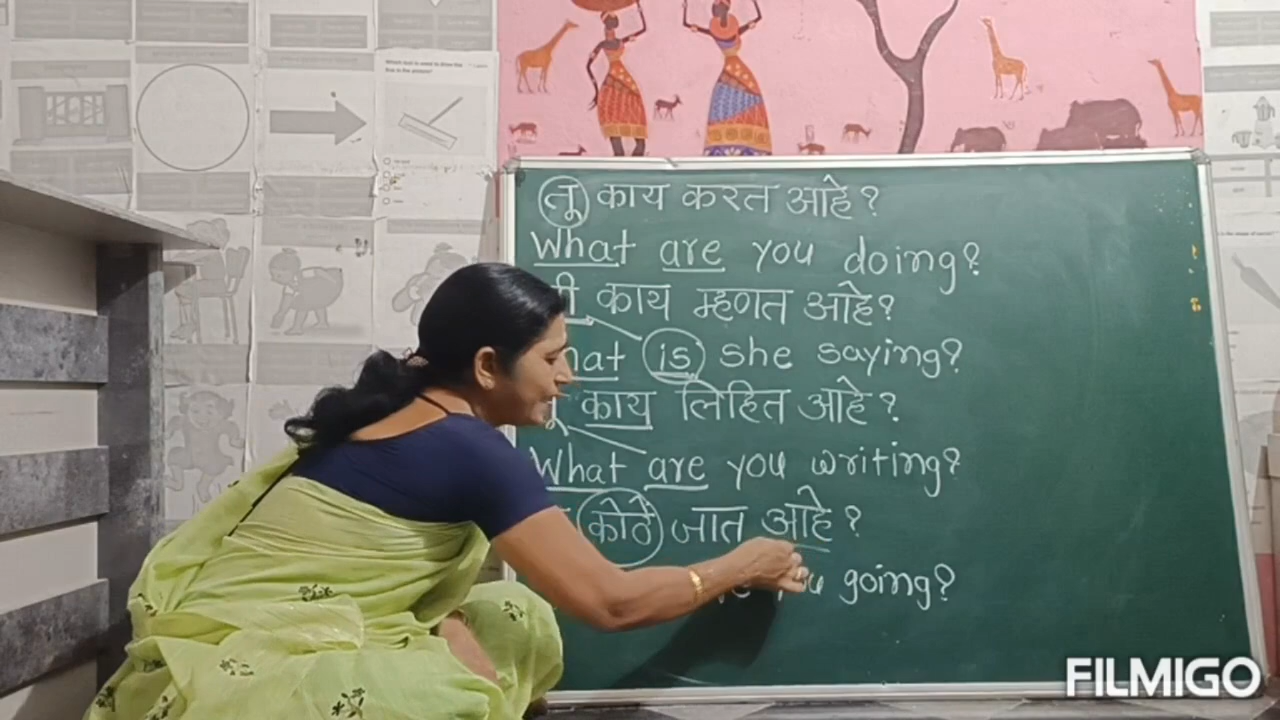 तू काय करत आहे?
What are you doing?
काय म्हणत आहे?
is she saying?
काय लिहित आहे?
What are you writing?
कोठे जात आहे?
going?
FILMIGO